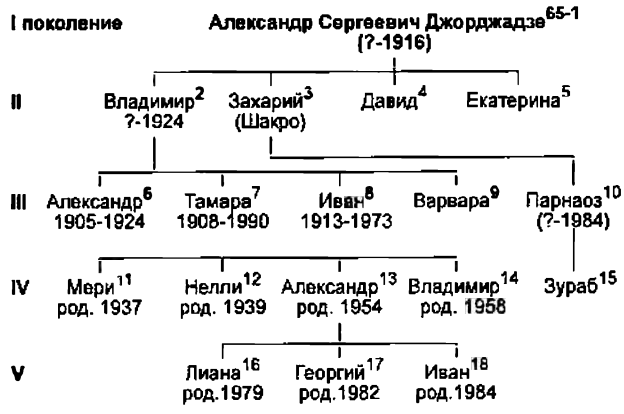 I поколение Александр Сергеевич Джорджадзе65-1
(?-1916)
II Владимир2 Захарий3 Давид4 Екатерина5
?-1924 (Шакро)
III Александр6 Тамара7 Иван8 Варвара9 Парнаоз10
1905-1924 1908-1990 1913-1973 (?-1984)
IV Мери11 Нелли12 Александр13 Владимир14 Зураб15
род. 1937 род. 1939 род. 1954 род. 1958
V Лиана16 Георгий17 Иван18
род.1979 род.1982 род.1984